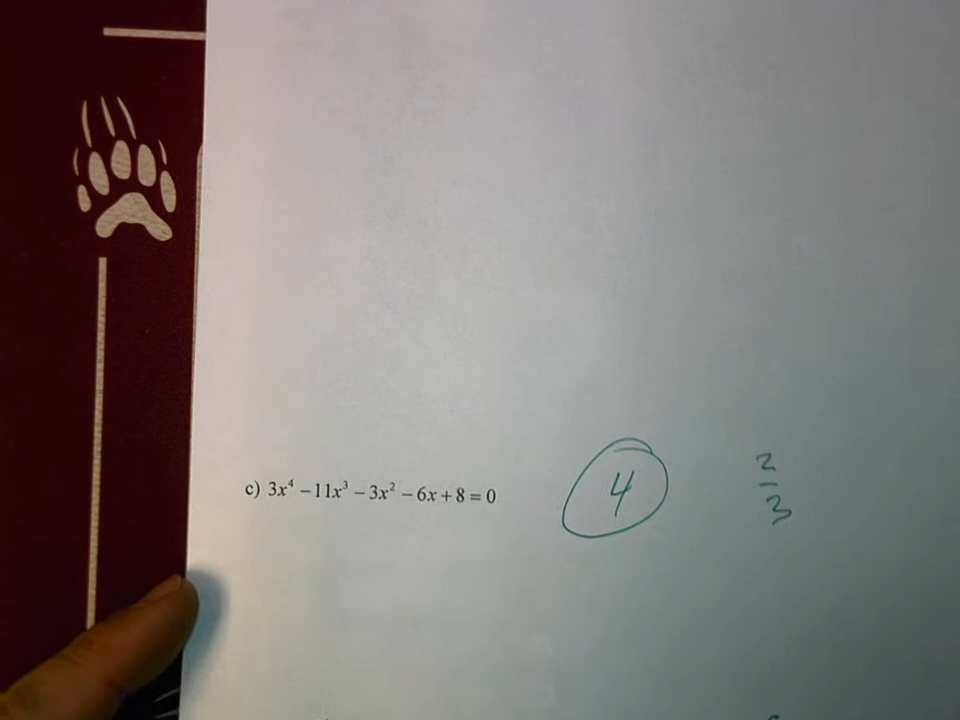 c) 3x⁴ – 11x³ – 3x² – 6x + 8 = 0
4
2
3